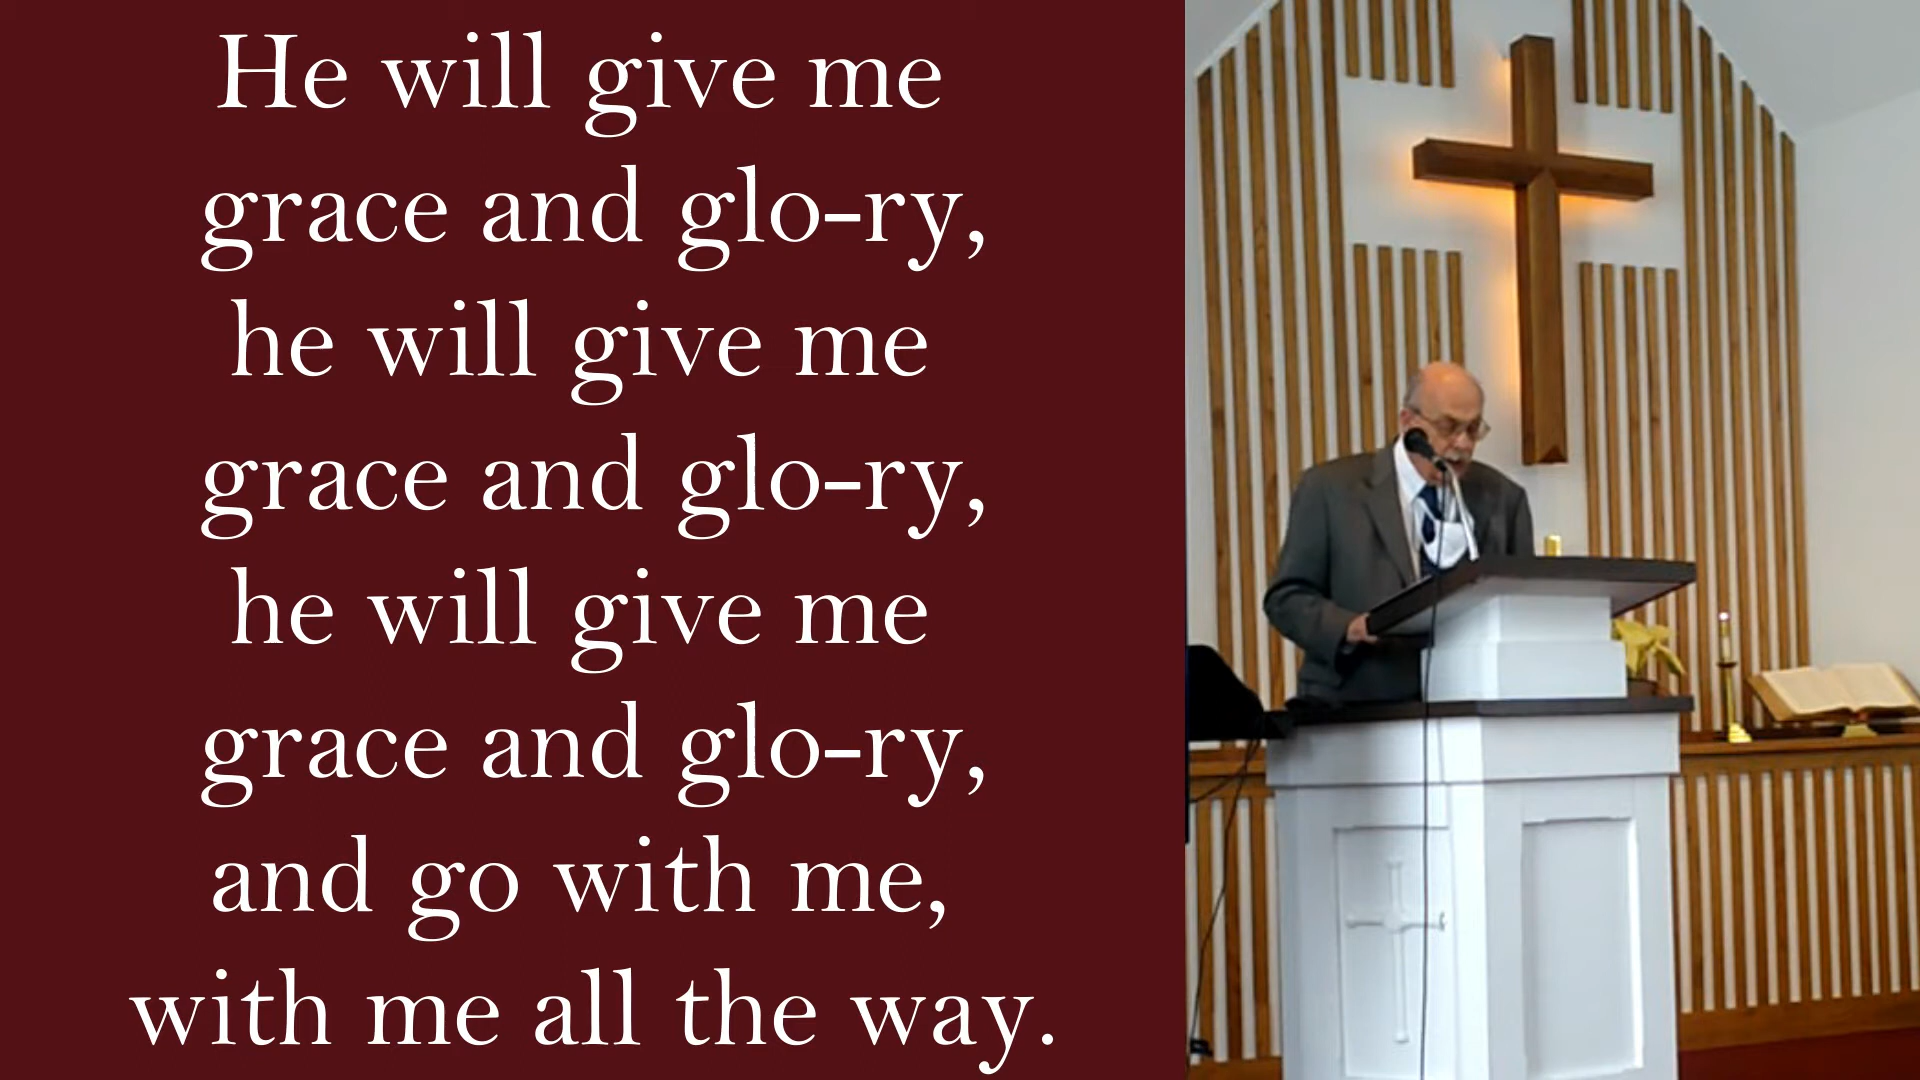 He will give me
grace and glo-ry,
he will give me
grace and glo-ry,
he will give me
grace and glo-ry,
and go with me,
with me all the way.